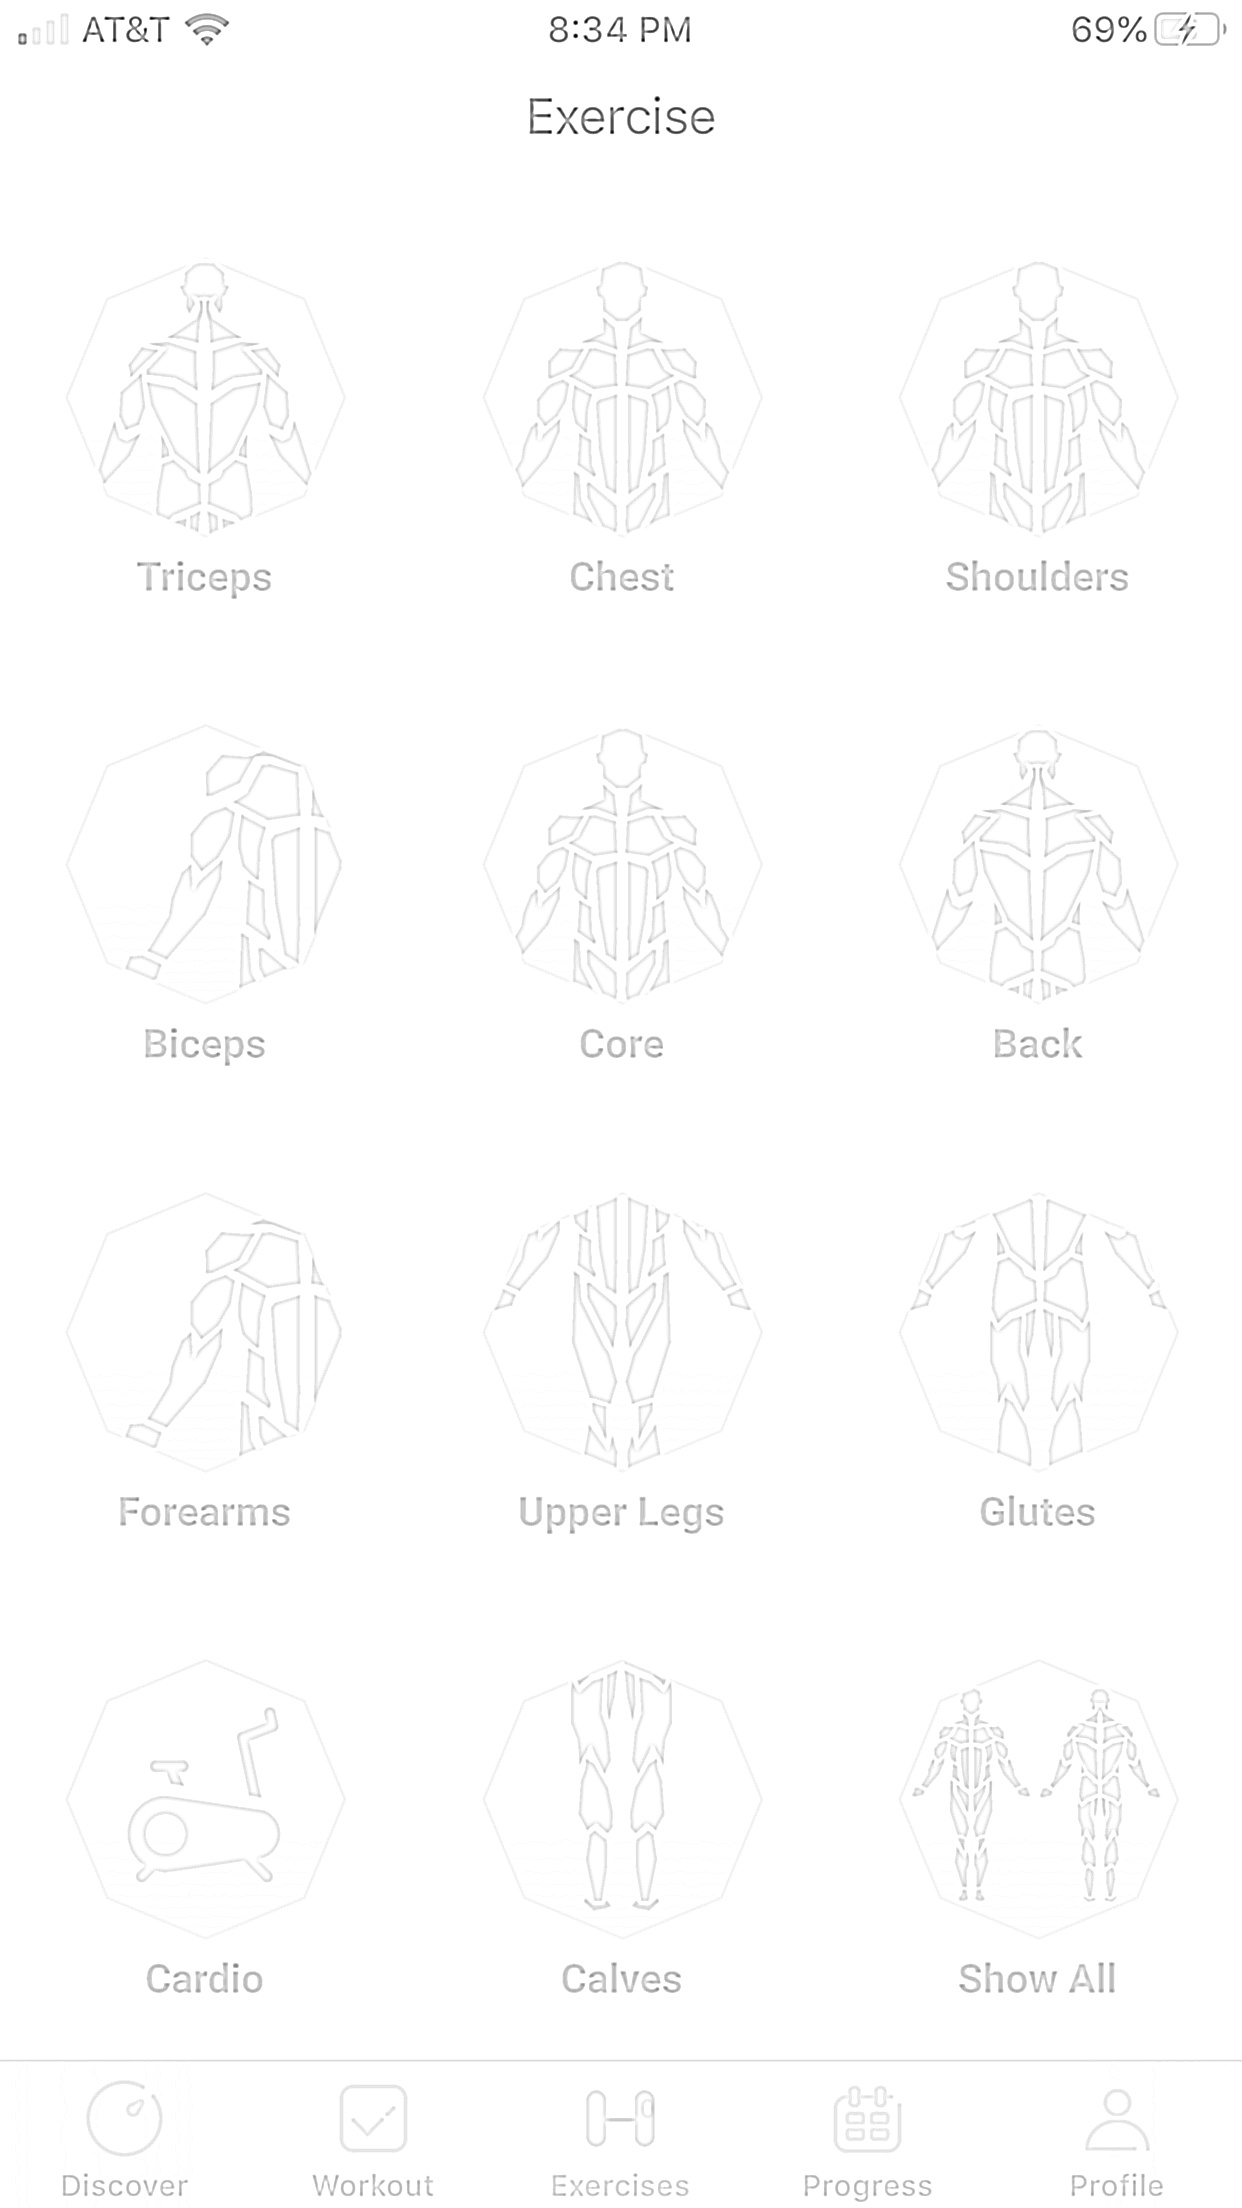 AT&T 8:34 PM 69%
Exercise
Triceps Chest Shoulders
Biceps Core Back
Forearms Upper Legs Glutes
Cardio Calves Show All
Discover Workout Exercises Progress Profile